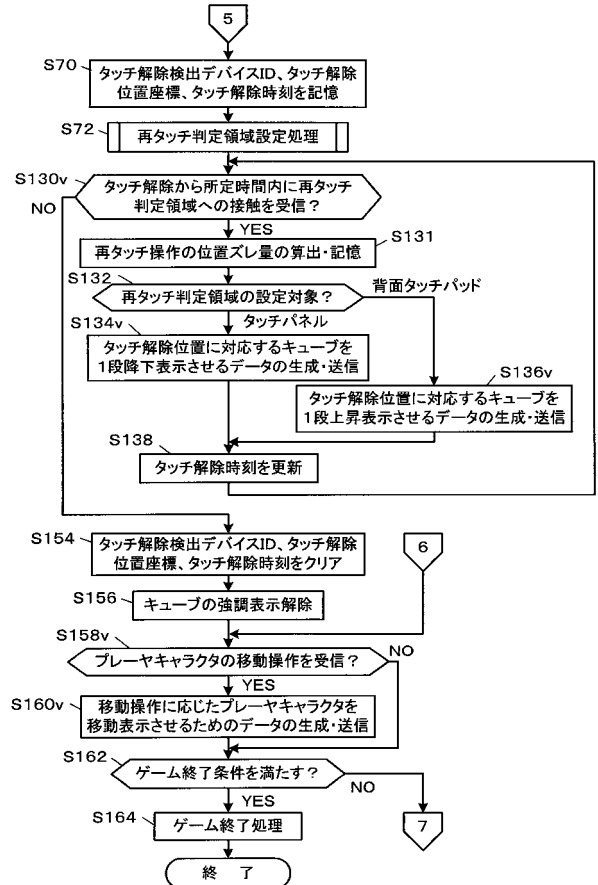 5
S70
タッチ解除検出デバイスID、タッチ解除
位置座標、タッチ解除時刻を記憶
S72
再タッチ判定領域設定処理
S130v
タッチ解除から所定時間内に再タッチ
判定領域への接触を受信？
NO
YES
再タッチ操作の位置ズレ量の算出・記憶
S131
S132
再タッチ判定領域の設定対象？
背面タッチパッド
タッチパネル
S134v
タッチ解除位置に対応するキューブを
1段降下表示させるデータの生成・送信
S136v
タッチ解除位置に対応するキューブを
1段上昇表示させるデータの生成・送信
S138
タッチ解除時刻を更新
S154
タッチ解除検出デバイスID、タッチ解除
位置座標、タッチ解除時刻をクリア
6
S156
キューブの強調表示解除
S158v
プレーヤキャラクタの移動操作を受信？
NO
YES
S160v
移動操作に応じたプレーヤキャラクタを
移動表示させるためのデータの生成・送信
S162
ゲーム終了条件を満たす？
NO
YES
7
S164
ゲーム終了処理
終 了